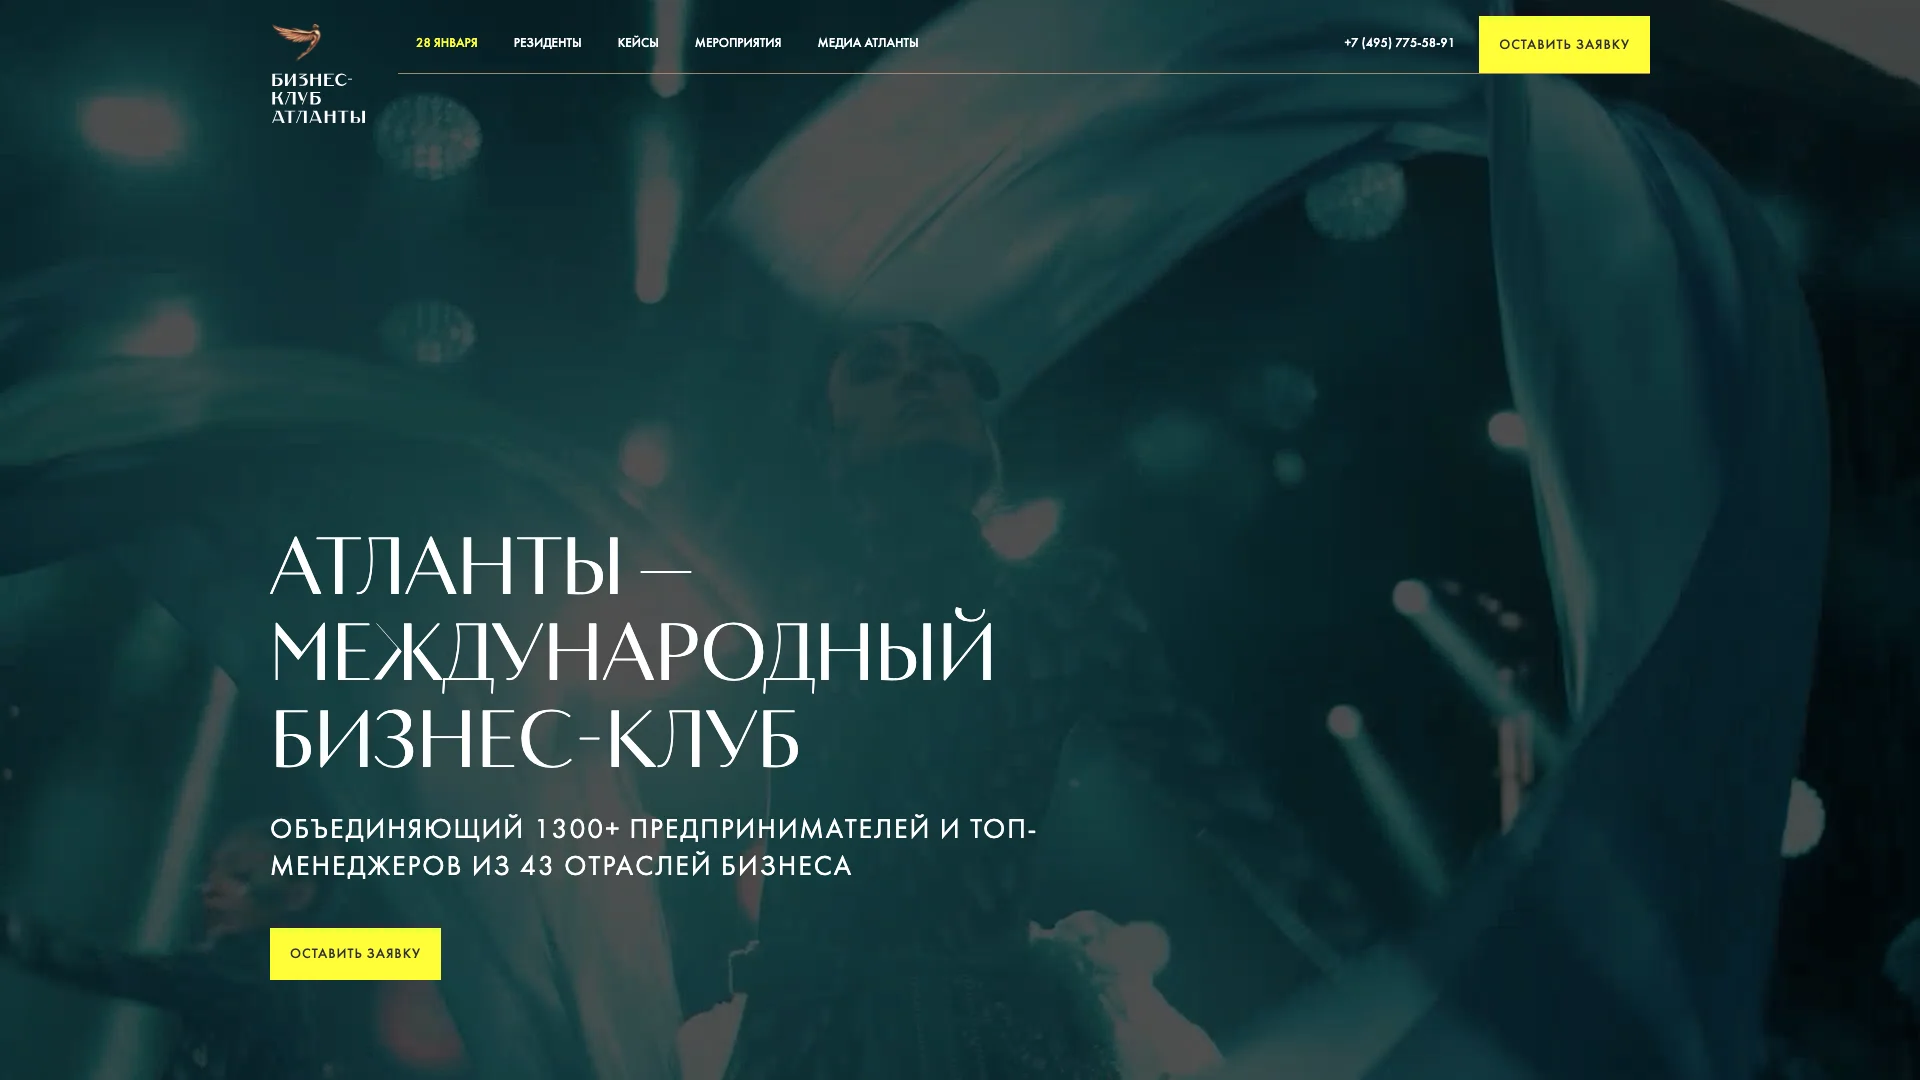 28 ЯНВАРЯ РЕЗИДЕНТЫ КЕЙСЫ МЕРОПРИЯТИЯ МЕДИА АТЛАНТЫ +7 (495) 775-58-91 ОСТАВИТЬ ЗАЯВКУ
БИЗНЕС-
КЛУБ
АТЛАНТЫ
АТЛАНТЫ —
МЕЖДУНАРОДНЫЙ
БИЗНЕС-КЛУБ
ОБЪЕДИНЯЮЩИЙ 1300+ ПРЕДПРИНИМАТЕЛЕЙ И ТОП-
МЕНЕДЖЕРОВ ИЗ 43 ОТРАСЛЕЙ БИЗНЕСА
ОСТАВИТЬ ЗАЯВКУ